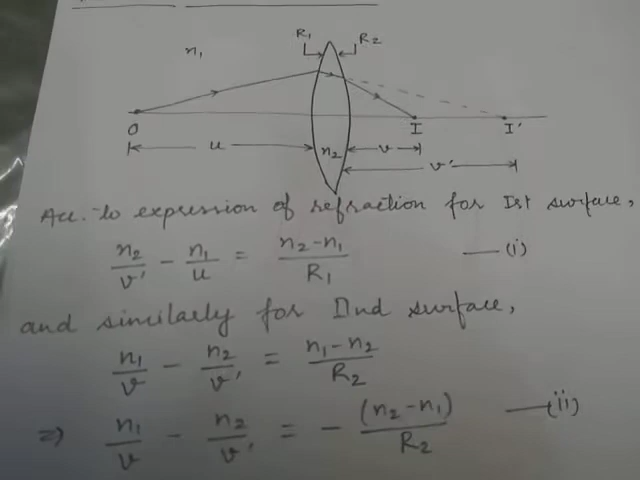 R₁ R₂
n₁
O I I'
n₂
u v
v'
Acc. to expression of refraction for Ist surface,
n₂/v' - n₁/u = (n₂-n₁)/R₁ —(i)
and similarly for IInd surface,
n₁/v - n₂/v' = (n₁-n₂)/R₂
⇒ n₁/v - n₂/v' = - (n₂-n₁)/R₂ —(ii)